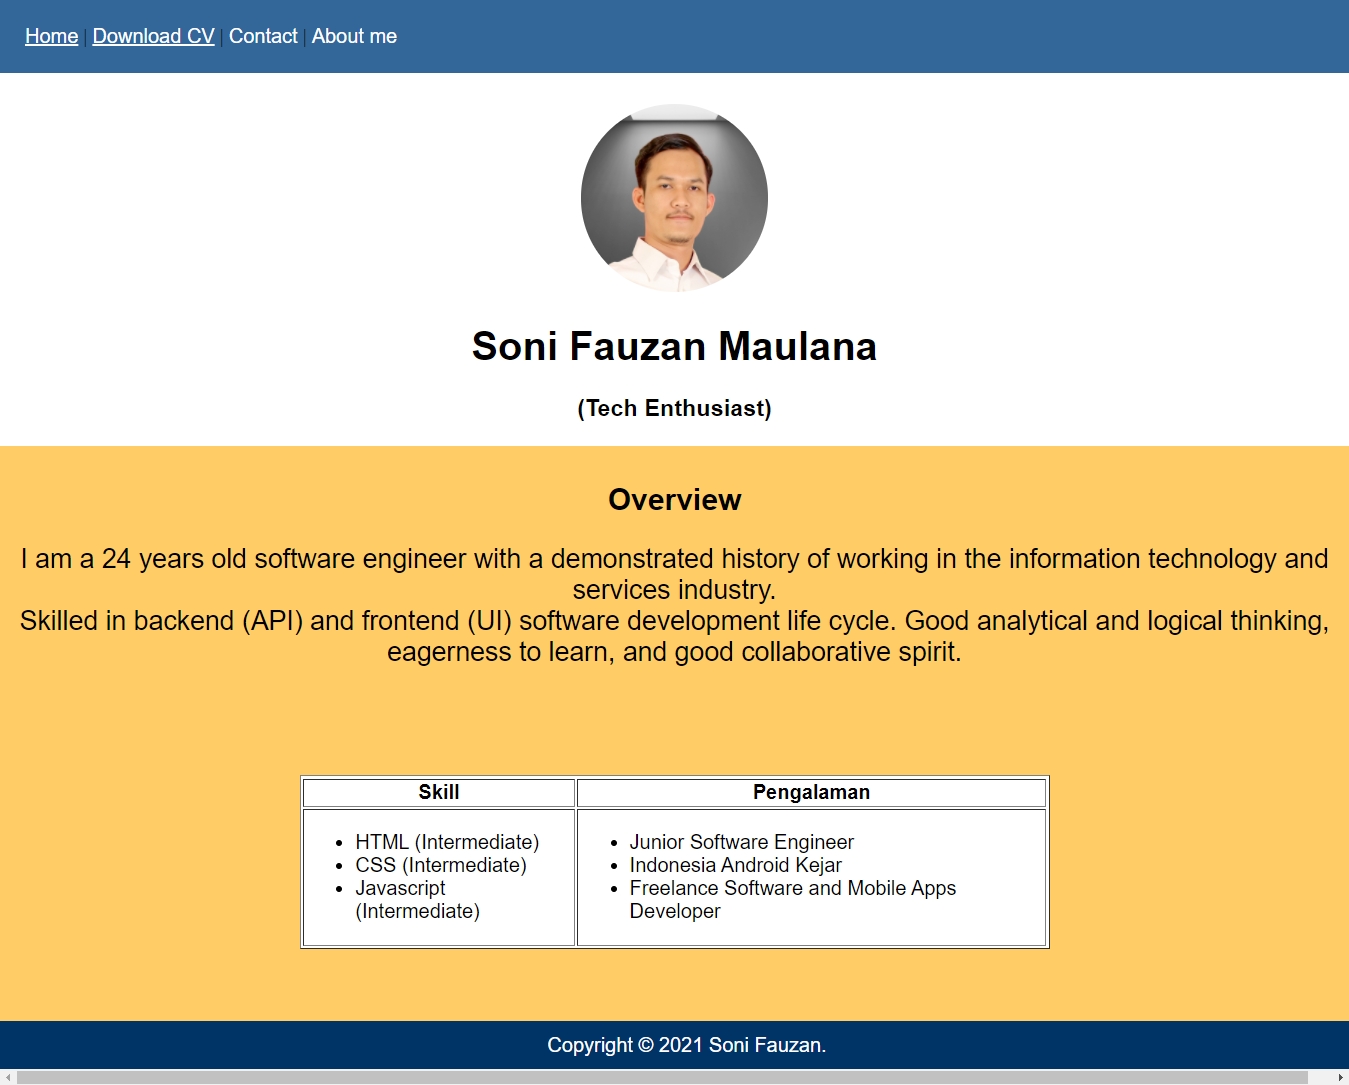 Home | Download CV | Contact | About me
Soni Fauzan Maulana
(Tech Enthusiast)
Overview
I am a 24 years old software engineer with a demonstrated history of working in the information technology and
services industry.
Skilled in backend (API) and frontend (UI) software development life cycle. Good analytical and logical thinking,
eagerness to learn, and good collaborative spirit.
Skill
Pengalaman
• HTML (Intermediate)
• CSS (Intermediate)
• Javascript
(Intermediate)
• Junior Software Engineer
• Indonesia Android Kejar
• Freelance Software and Mobile Apps
Developer
Copyright © 2021 Soni Fauzan.